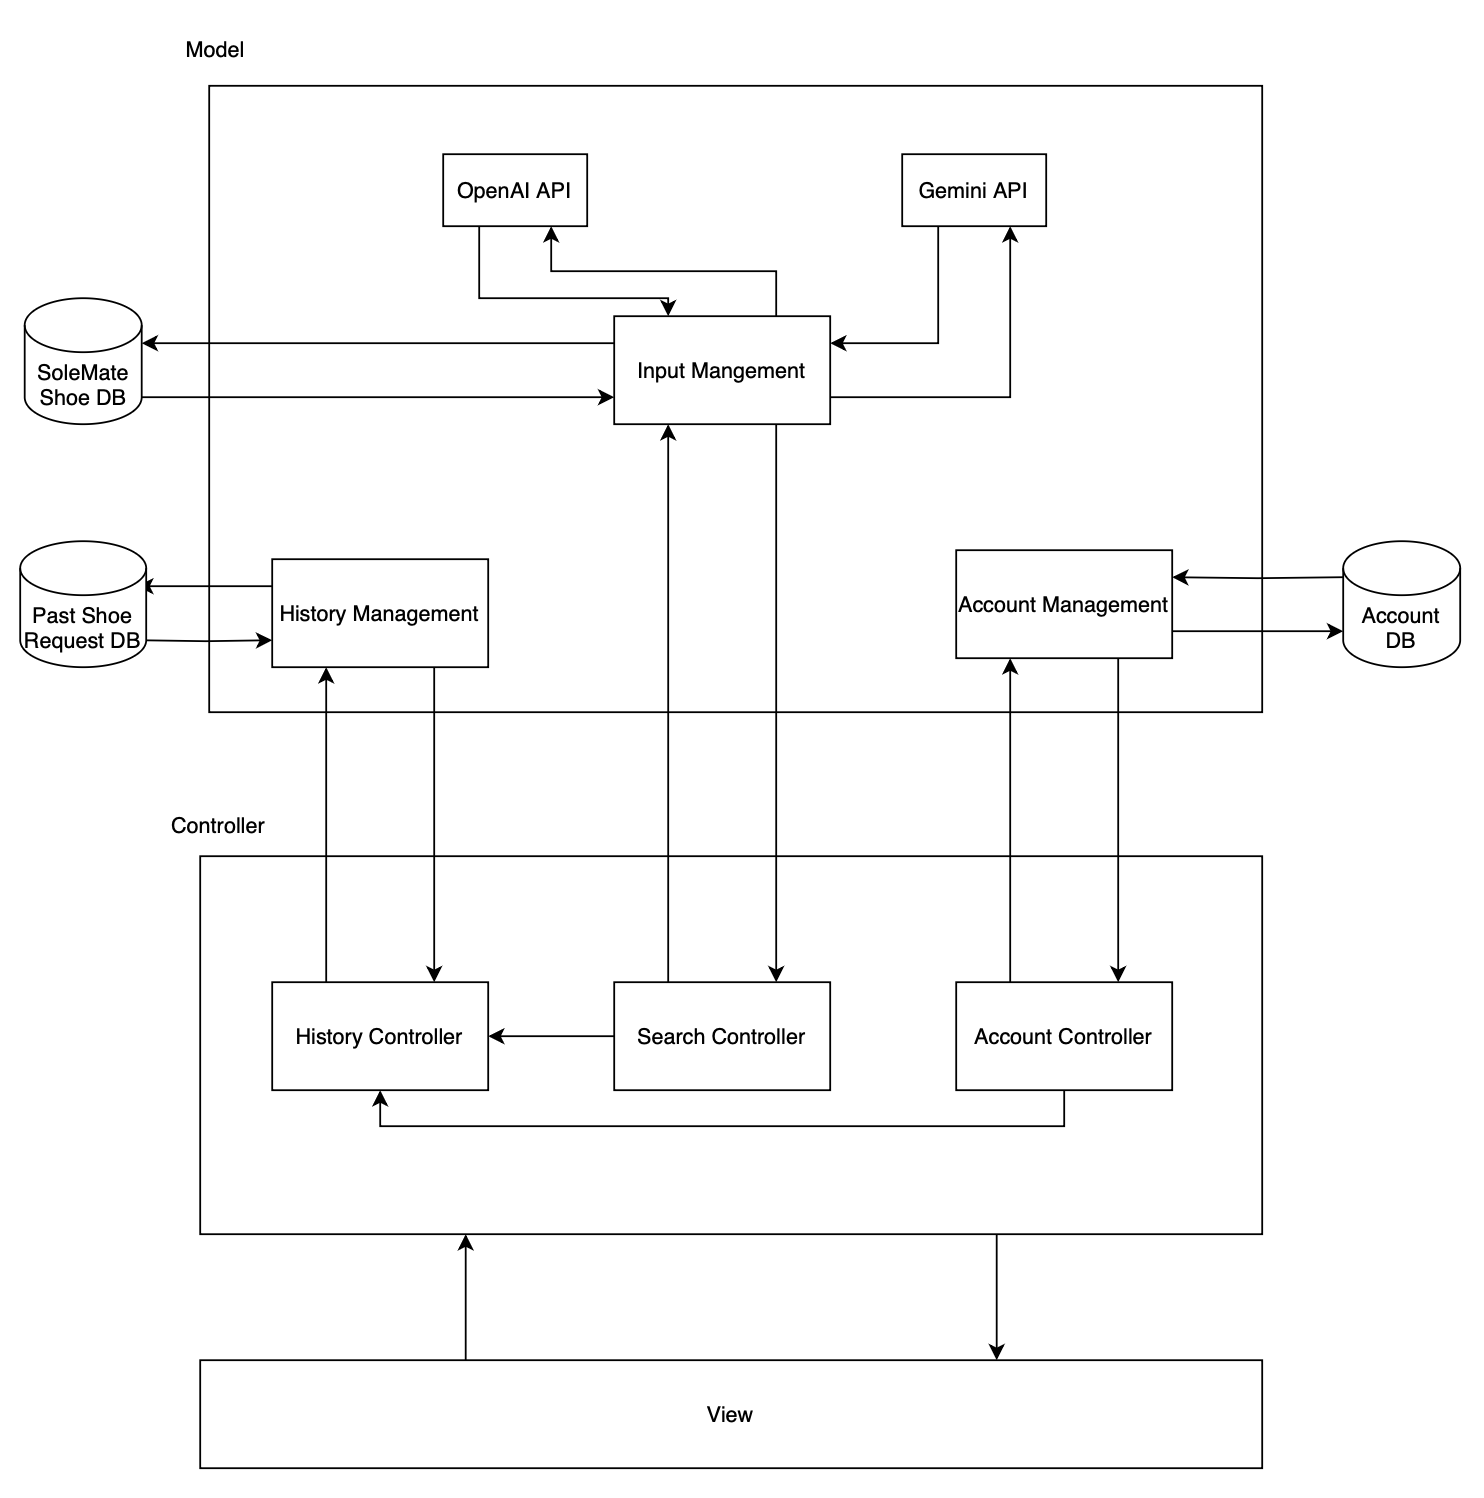 Model
OpenAI API
Gemini API
SoleMate
Shoe DB
Input Mangement
Past Shoe
Request DB
History Management
Account Management
Account
DB
Controller
History Controller
Search Controller
Account Controller
View